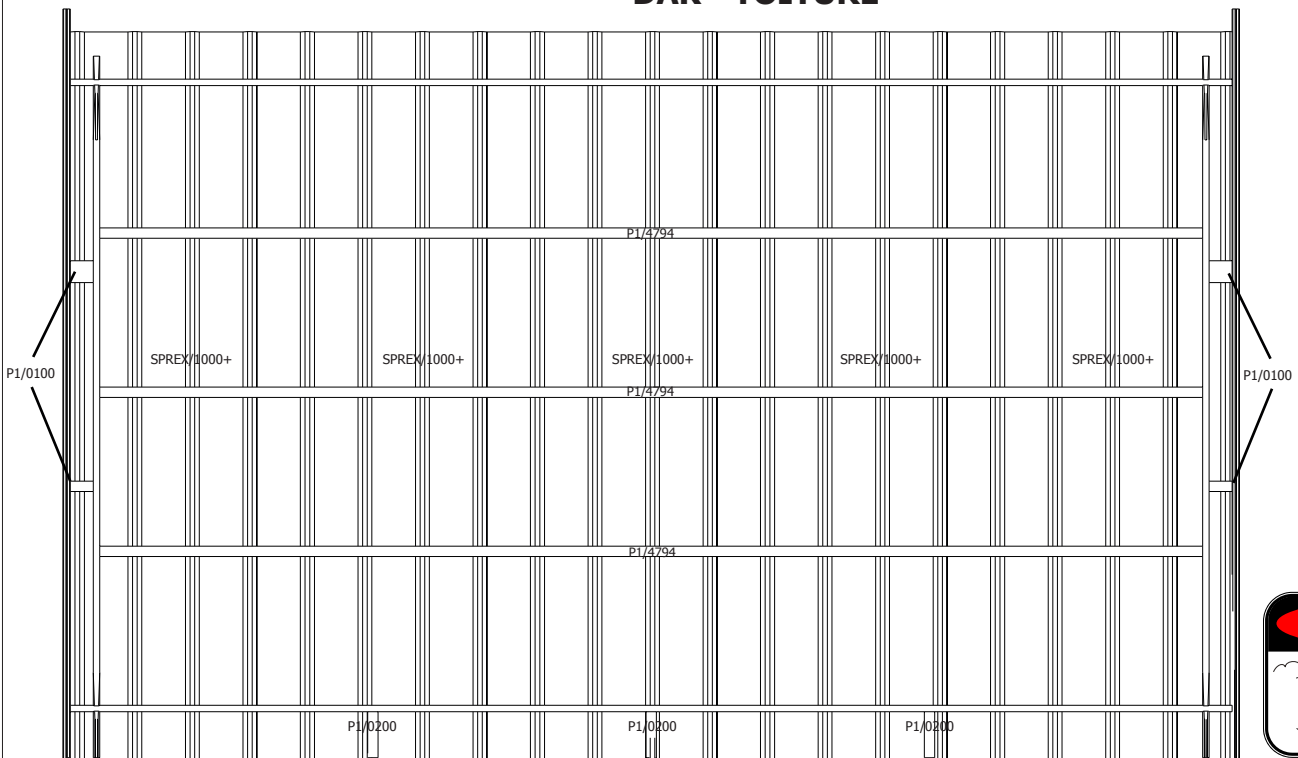 DAK - TOITURE
P1/4794
SPREX/1000+ SPREX/1000+ SPREX/1000+ SPREX/1000+ SPREX/1000+
P1/0100 P1/0100
P1/4794
P1/4794
P1/0200 P1/0200 P1/0200